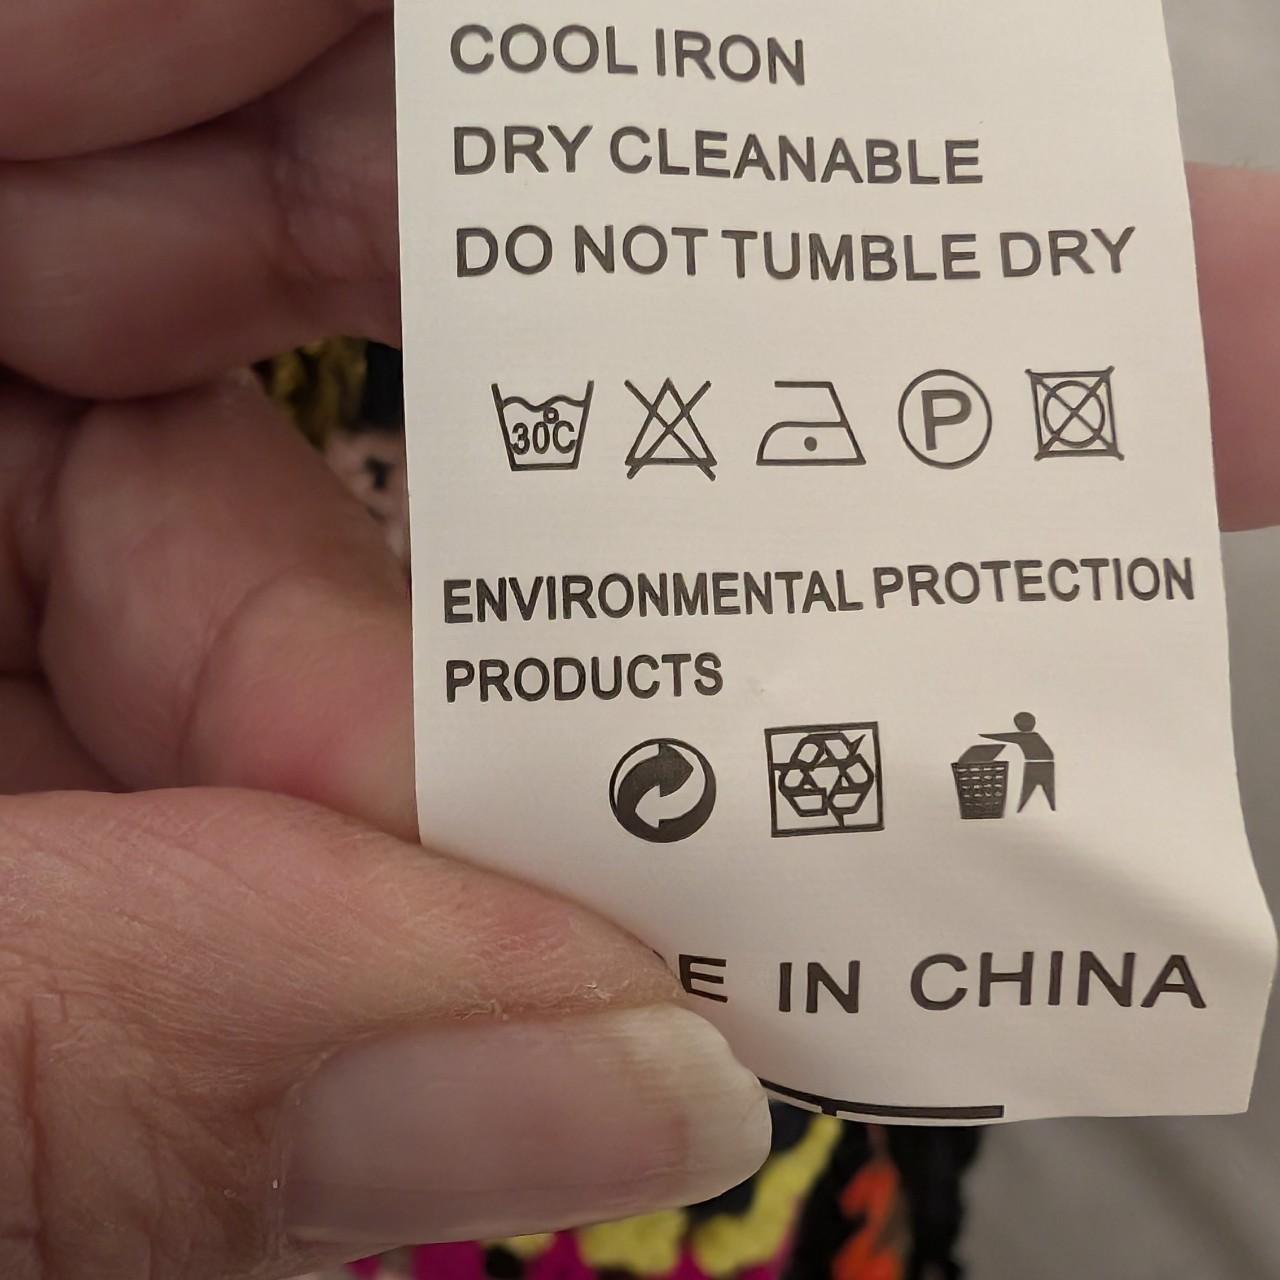 COOL IRON
DRY CLEANABLE
DO NOT TUMBLE DRY
30°C P
ENVIRONMENTAL PROTECTION
PRODUCTS
IN CHINA